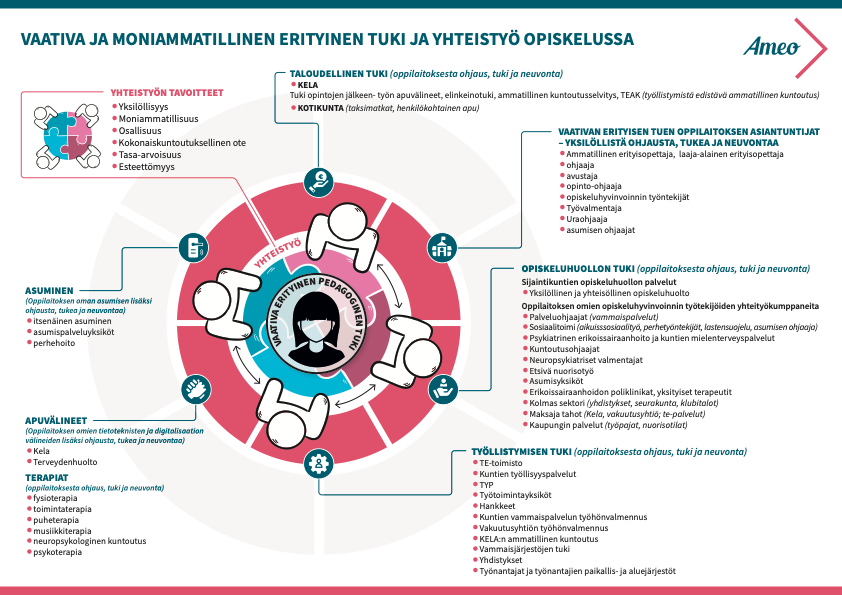 VAATIVA JA MONIAMMATILLINEN ERITYINEN TUKI JA YHTEISTYÖ OPISKELUSSA
Ameo
YHTEISTYÖN TAVOITTEET
Yksilöllisyys
Moniammatillisuus
Osallisuus
Kokonaiskuntoutuksellinen ote
Tasa-arvoisuus
Esteettömyys
TALOUDELLINEN TUKI (oppilaitoksesta ohjaus, tuki ja neuvonta)
KELA
Tuki opintojen jälkeen- työn apuvälineet, elinkeinotuki, ammatillinen kuntoutusselvitys, TEAK (työllistymistä edistävä ammatillinen kuntoutus)
KOTIKUNTA (taksimatkat, henkilökohtainen apu)
VAATIVAN ERITYISEN TUEN OPPILAITOKSEN ASIANTUNTIJAT
– YKSILÖLLISTÄ OHJAUSTA, TUKEA JA NEUVONTAA
Ammatillinen erityisopettaja, laaja-alainen erityisopettaja
ohjaaja
avustaja
opinto-ohjaaja
opiskeluhyvinvoinnin työntekijät
Työvalmentaja
Uraohjaaja
asumisen ohjaajat
OPISKELUHUOLLON TUKI (oppilaitoksesta ohjaus, tuki ja neuvonta)
Sijaintikuntien opiskeluhuollon palvelut
Yksilöllinen ja yhteisöllinen opiskeluhuolto
Oppilaitoksen omien opiskeluhyvinvoinnin työtekijöiden yhteityökumppaneita
Palveluohjaajat (vammaispalvelut)
Sosiaalitoimi (aikuissosiaalityö, perhetyöntekijät, lastensuojelu, asumisen ohjaaja)
Psykiatrinen erikoissairaanhoito ja kuntien mielenterveyspalvelut
Kuntoutusohjaajat
Neuropsykiatriset valmentajat
Etsivä nuorisotyö
Asumisyksiköt
Erikoissairaanhoidon poliklinikat, yksityiset terapeutit
Kolmas sektori (yhdistykset, seurakunta, klubitalot)
Maksaja tahot (Kela, vakuutusyhtiö; te-palvelut)
Kaupungin palvelut (työpajat, nuorisotilat)
YHTEISTYÖ
VAATIVA ERITYINEN PEDAGOGINEN TUKI
ASUMINEN
(Oppilaitoksen oman asumisen lisäksi
ohjausta, tukea ja neuvontaa)
itsenäinen asuminen
asumispalveluyksiköt
perhehoito
APUVÄLINEET
(Oppilaitoksen omien tietoteknisten ja digitalisaation
välineiden lisäksi ohjausta, tukea ja neuvontaa)
Kela
Terveydenhuolto
TERAPIAT
(oppilaitoksesta ohjaus, tuki ja neuvonta)
fysioterapia
toimintaterapia
puheterapia
musiikkiterapia
neuropsykologinen kuntoutus
psykoterapia
TYÖLLISTYMISEN TUKI (oppilaitoksesta ohjaus, tuki ja neuvonta)
TE-toimisto
Kuntien työllisyyspalvelut
TYP
Työtoimintayksiköt
Hankkeet
Kuntien vammaispalvelun työhönvalmennus
Vakuutusyhtiön työhönvalmennus
KELA:n ammatillinen kuntoutus
Vammaisjärjestöjen tuki
Yhdistykset
Työnantajat ja työnantajien paikallis- ja aluejärjestöt